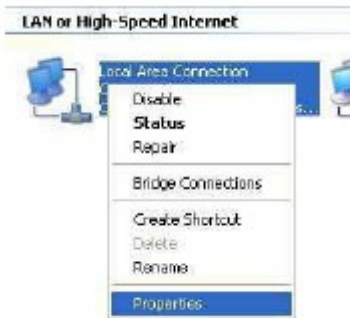 LAN or High-Speed Internet
Local Area Connection
Disable
Status
Repair
Bridge Connections
Create Shortcut
Delete
Rename
Properties